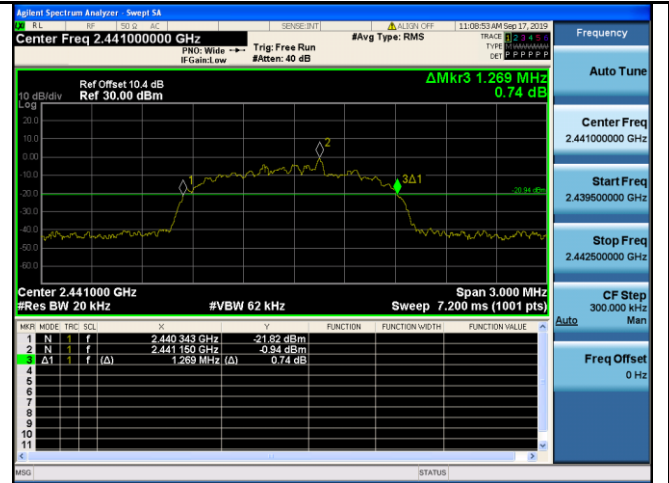 Agilent Spectrum Analyzer - Swept SA
RL RF 50 Ω AC SENSE:INT ALIGN OFF 11:08:53 AM Sep 17, 2019
Center Freq 2.441000000 GHz #Avg Type: RMS TRACE 1 2 3 4 5 6
PNO: Wide Trig: Free Run TYPE M WWWWW
IFGain:Low #Atten: 40 dB DET P P P P P P
Frequency
Auto Tune
ΔMkr3 1.269 MHz
0.74 dB
Ref Offset 10.4 dB
10 dB/div Ref 30.00 dBm
Log
20.0
10.0
0.00
-10.0
-20.0
-30.0
-40.0
-50.0
-60.0
1
2
3Δ1
-20.94 dBm
Center 2.441000 GHz Span 3.000 MHz
#Res BW 20 kHz #VBW 62 kHz Sweep 7.200 ms (1001 pts)
MKR MODE TRC SCL X Y FUNCTION FUNCTION WIDTH FUNCTION VALUE
1 N 1 f 2.440 343 GHz -21.82 dBm
2 N 1 f 2.441 150 GHz -0.94 dBm
3 Δ1 1 f (Δ) 1.269 MHz (Δ) 0.74 dB
4
5
6
7
8
9
10
11
Center Freq
2.441000000 GHz
Start Freq
2.439500000 GHz
Stop Freq
2.442500000 GHz
CF Step
300.000 kHz
Auto Man
Freq Offset
0 Hz
MSG STATUS